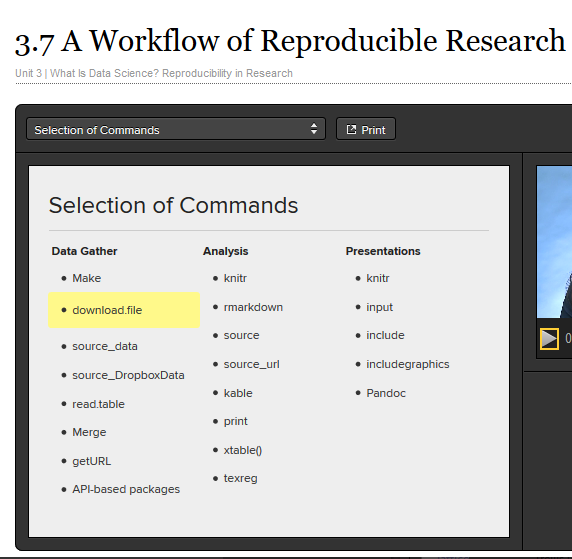 3.7 A Workflow of Reproducible Research
Unit 3 | What Is Data Science? Reproducibility in Research
Selection of Commands
Print
Selection of Commands
Data Gather
Make
download.file
source_data
source_DropboxData
read.table
Merge
getURL
API-based packages
Analysis
knitr
rmarkdown
source
source_url
kable
print
xtable()
texreg
Presentations
knitr
input
include
includegraphics
Pandoc